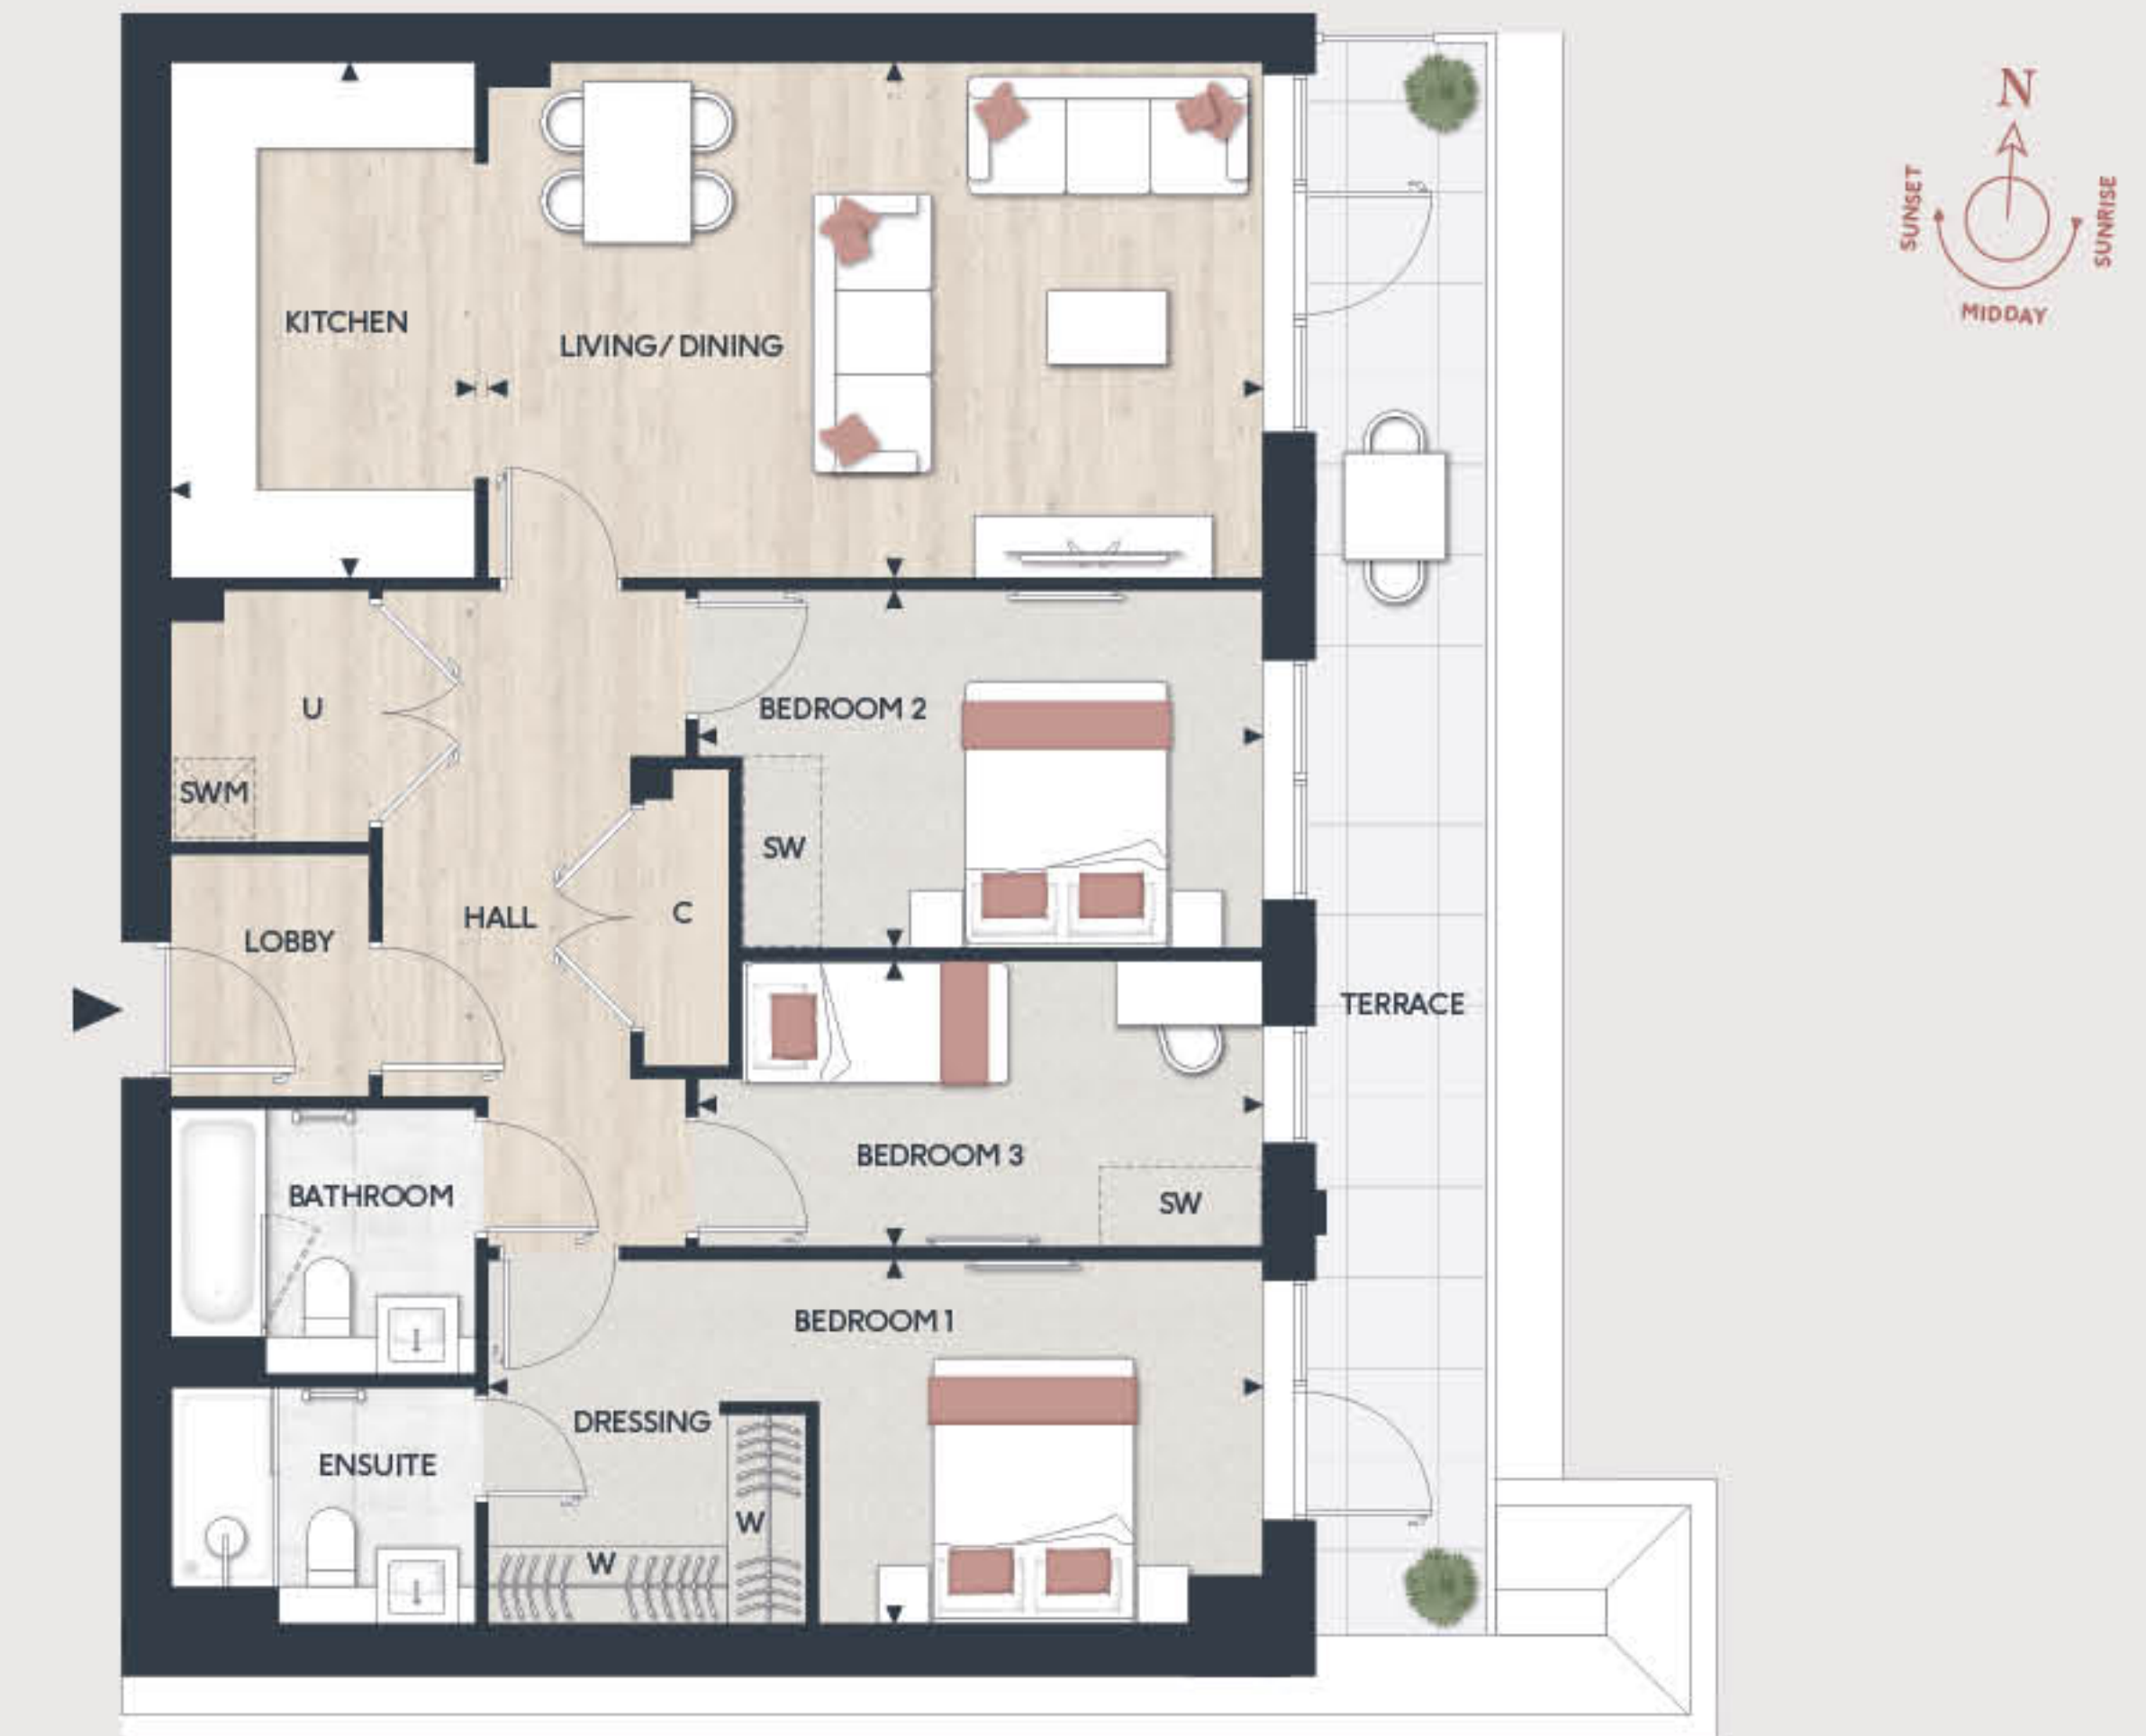 N
SUNSET
SUNRISE
MIDDAY
KITCHEN
LIVING/ DINING
U
BEDROOM 2
SWM
SW
LOBBY
HALL
C
TERRACE
BEDROOM 3
BATHROOM
SW
BEDROOM 1
DRESSING
ENSUITE
W
W